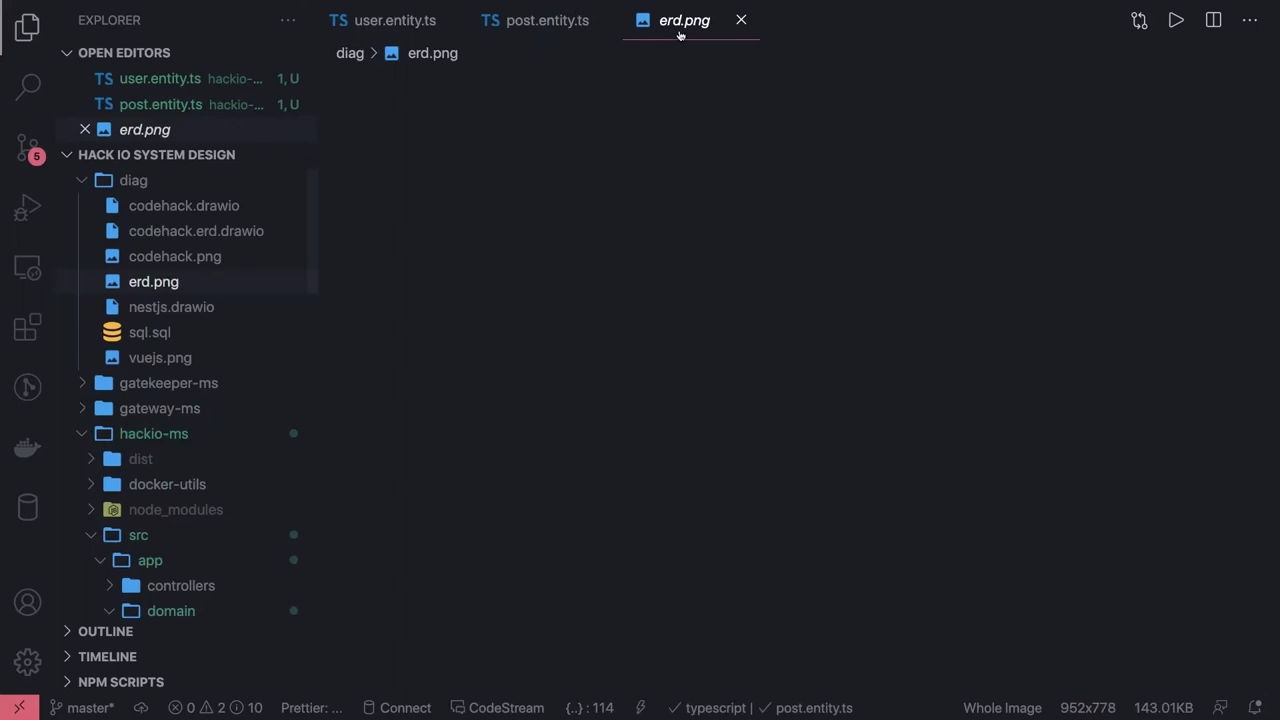 EXPLORER
user.entity.ts
post.entity.ts
erd.png
OPEN EDITORS
diag
erd.png
user.entity.ts hackio-... 1, U
post.entity.ts hackio-... 1, U
erd.png
5
HACK IO SYSTEM DESIGN
diag
codehack.drawio
codehack.erd.drawio
codehack.png
erd.png
nestjs.drawio
sql.sql
vuejs.png
gatekeeper-ms
gateway-ms
hackio-ms
dist
docker-utils
node_modules
src
app
controllers
domain
OUTLINE
TIMELINE
NPM SCRIPTS
master* 0 2 10 Prettier: ... Connect CodeStream {..} : 114 typescript | post.entity.ts Whole Image 952x778 143.01KB